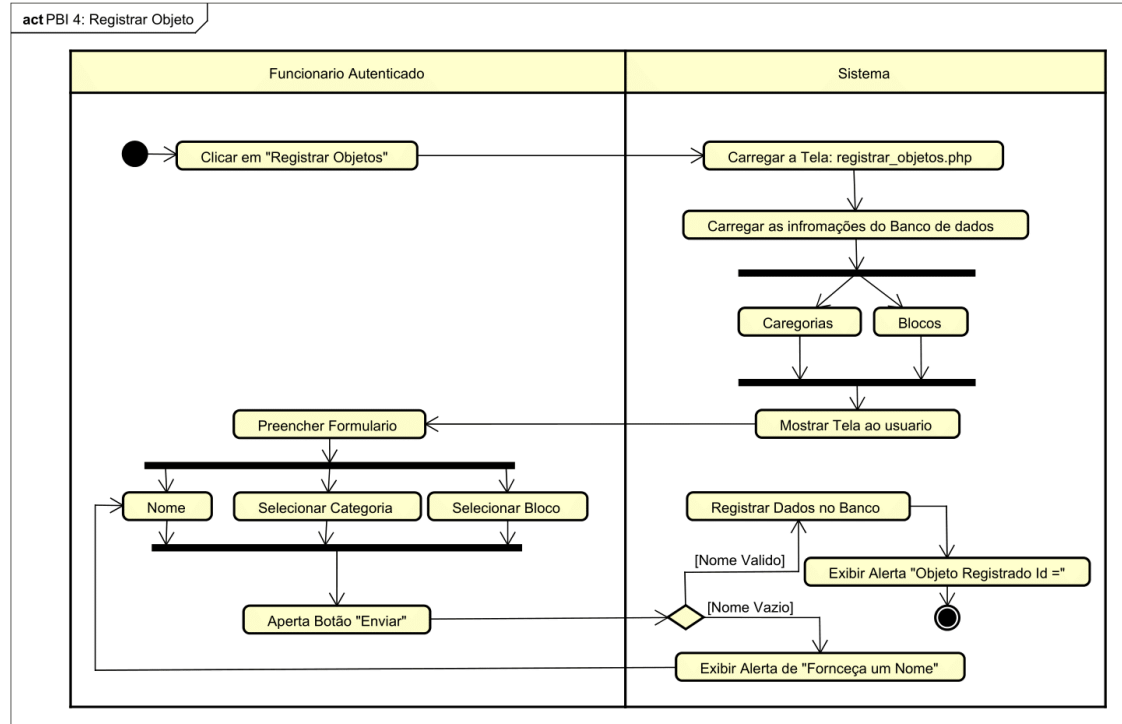 act PBI 4: Registrar Objeto
Funcionario Autenticado
Sistema
Clicar em "Registrar Objetos"
Carregar a Tela: registrar_objetos.php
Carregar as infromações do Banco de dados
Caregorias
Blocos
Preencher Formulario
Mostrar Tela ao usuario
Nome
Selecionar Categoria
Selecionar Bloco
Registrar Dados no Banco
[Nome Valido]
Exibir Alerta "Objeto Registrado Id ="
[Nome Vazio]
Aperta Botão "Enviar"
Exibir Alerta de "Fornceça um Nome"